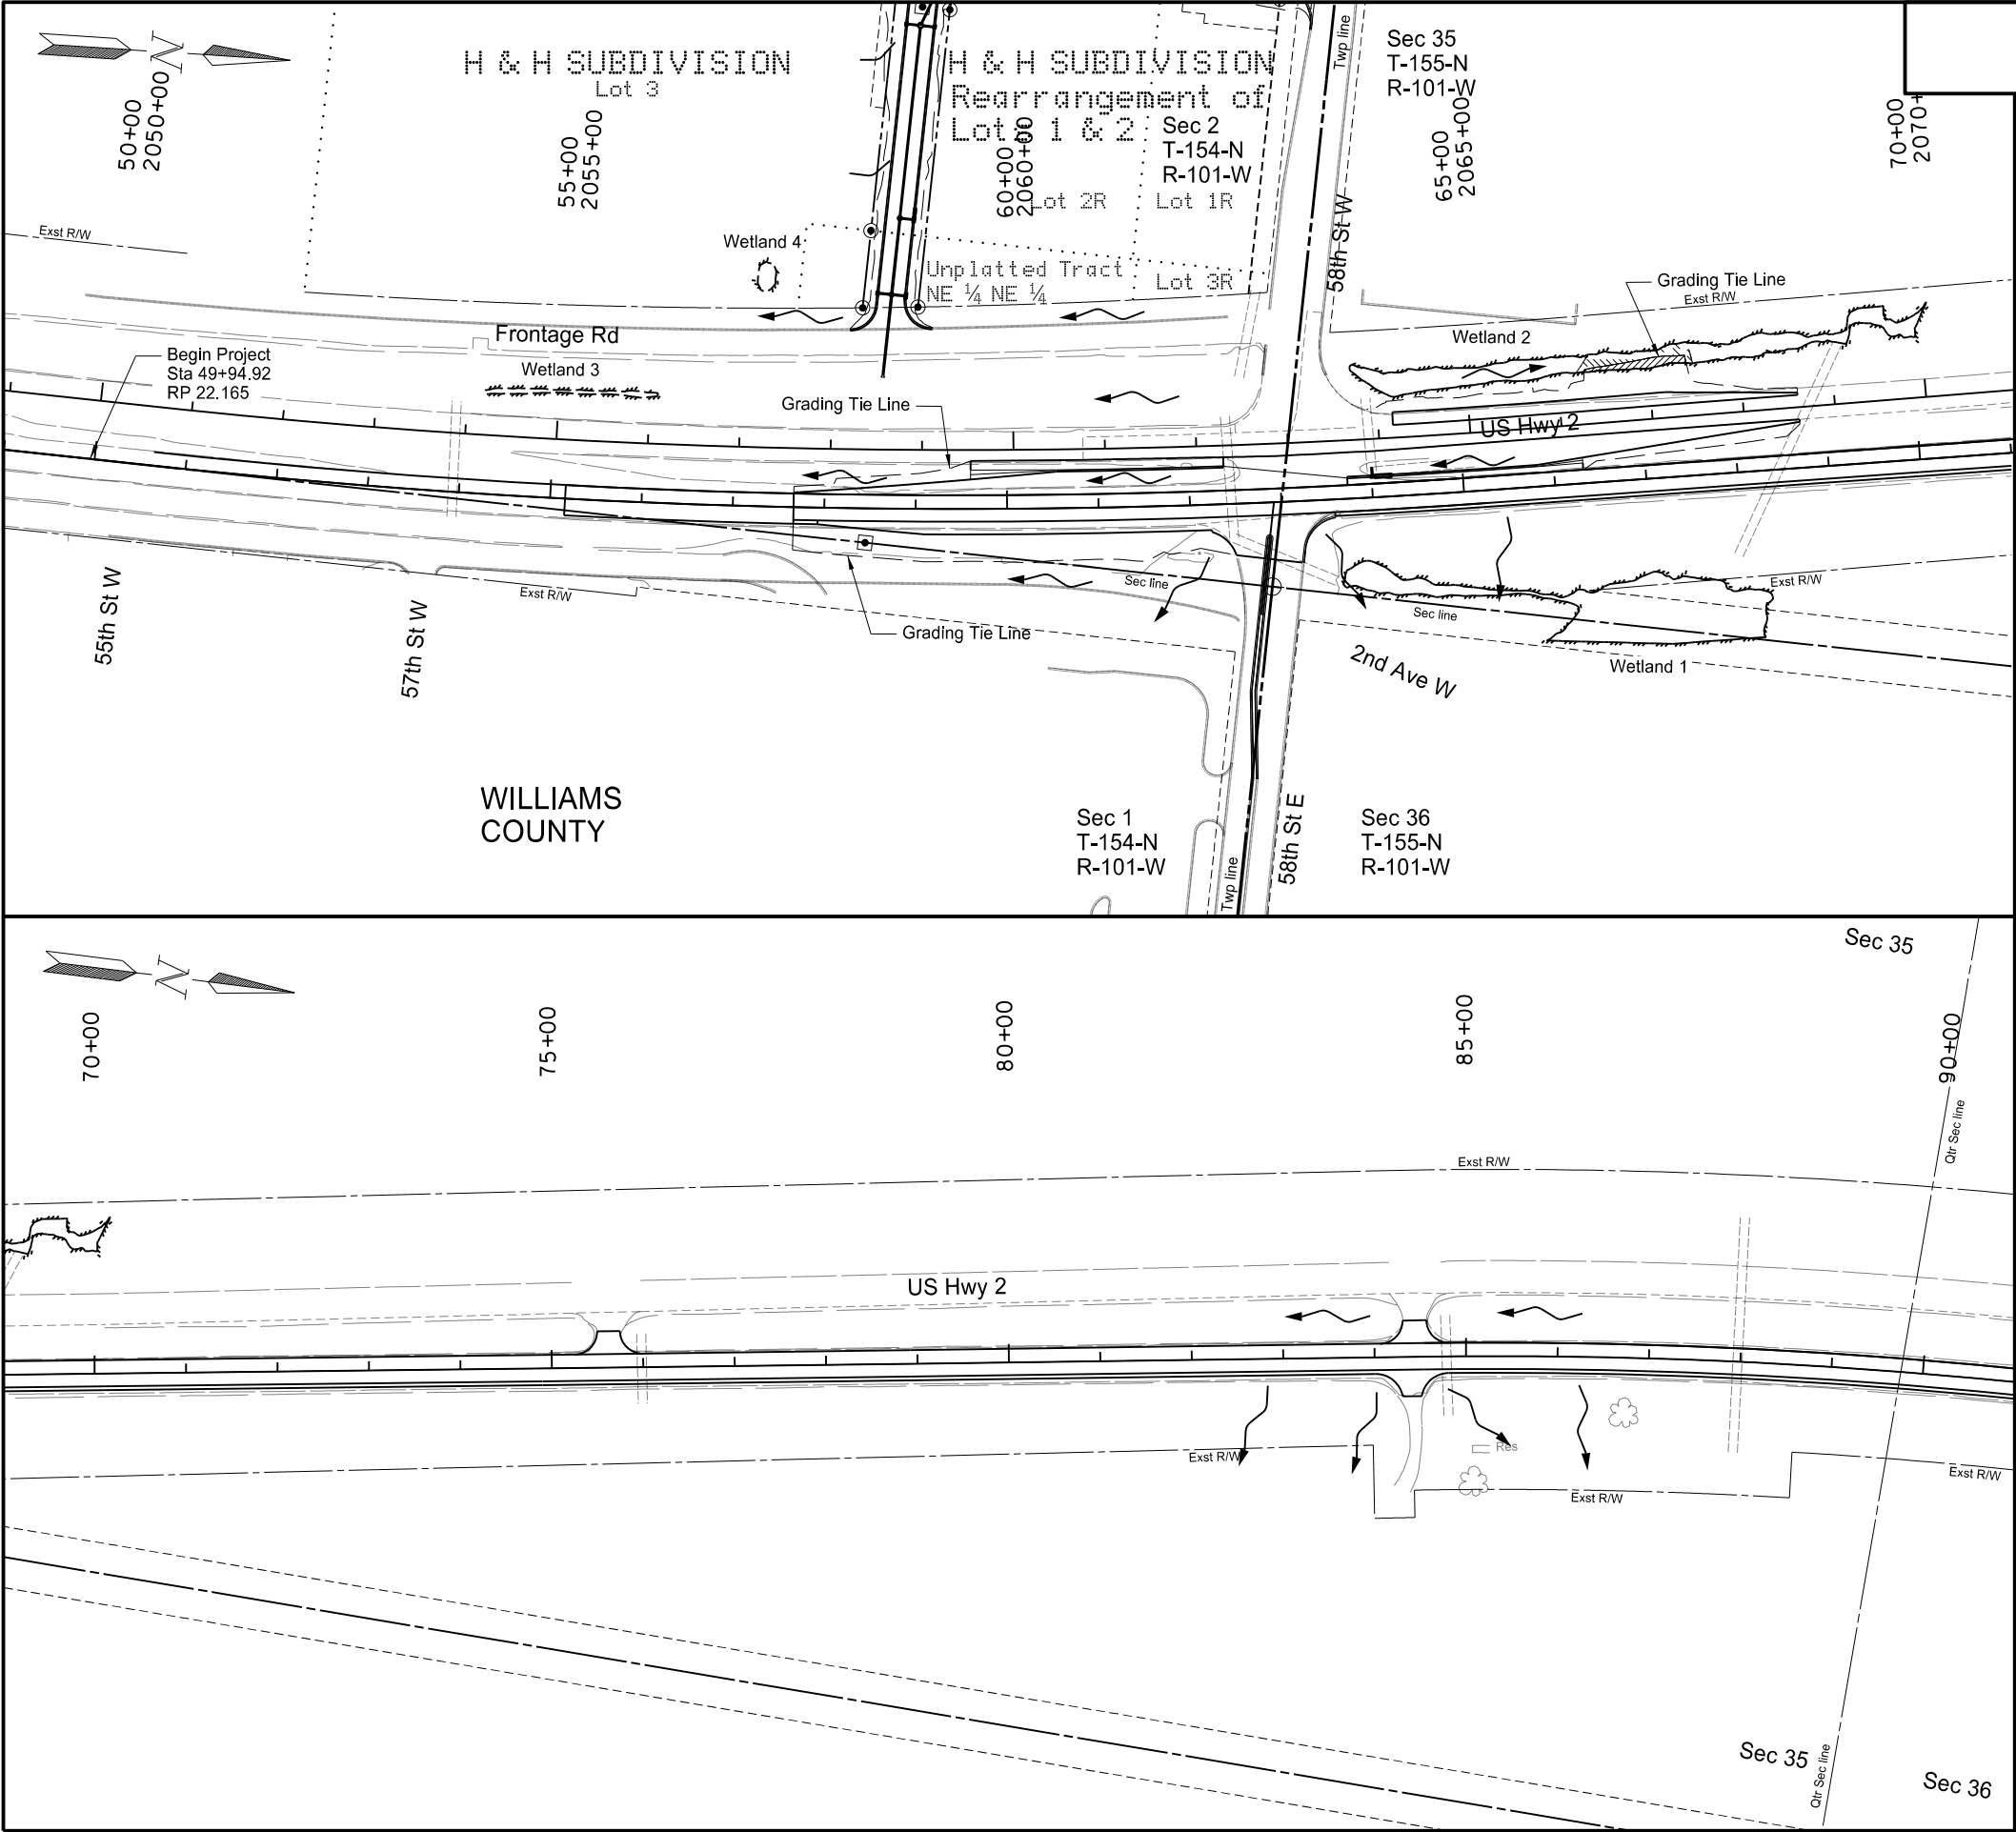 N
50+00
2050+00
H & H SUBDIVISION
Lot 3
55+00
2055+00
H & H SUBDIVISION
Rearrangement of
Lots 1 & 2
60+00
2060+00
Sec 2
T-154-N
R-101-W
Lot 2R
Lot 1R
Twp line
Sec 35
T-155-N
R-101-W
65+00
2065+00
70+00
2070+
58th St W
Exst R/W
Wetland 4
Unplatted Tract
NE ¼ NE ¼
Lot 3R
Grading Tie Line
Exst R/W
Wetland 2
Frontage Rd
Begin Project
Sta 49+94.92
RP 22.165
Wetland 3
Grading Tie Line
US Hwy 2
Sec line
Exst R/W
Exst R/W
Sec line
55th St W
57th St W
Grading Tie Line
2nd Ave W
Wetland 1
WILLIAMS
COUNTY
Sec 1
T-154-N
R-101-W
Twp line
58th St E
Sec 36
T-155-N
R-101-W
N
70+00
75+00
80+00
85+00
Sec 35
90+00
Qtr Sec line
Exst R/W
US Hwy 2
Res
Exst R/W
Exst R/W
Exst R/W
Sec 35
Qtr Sec line
Sec 36